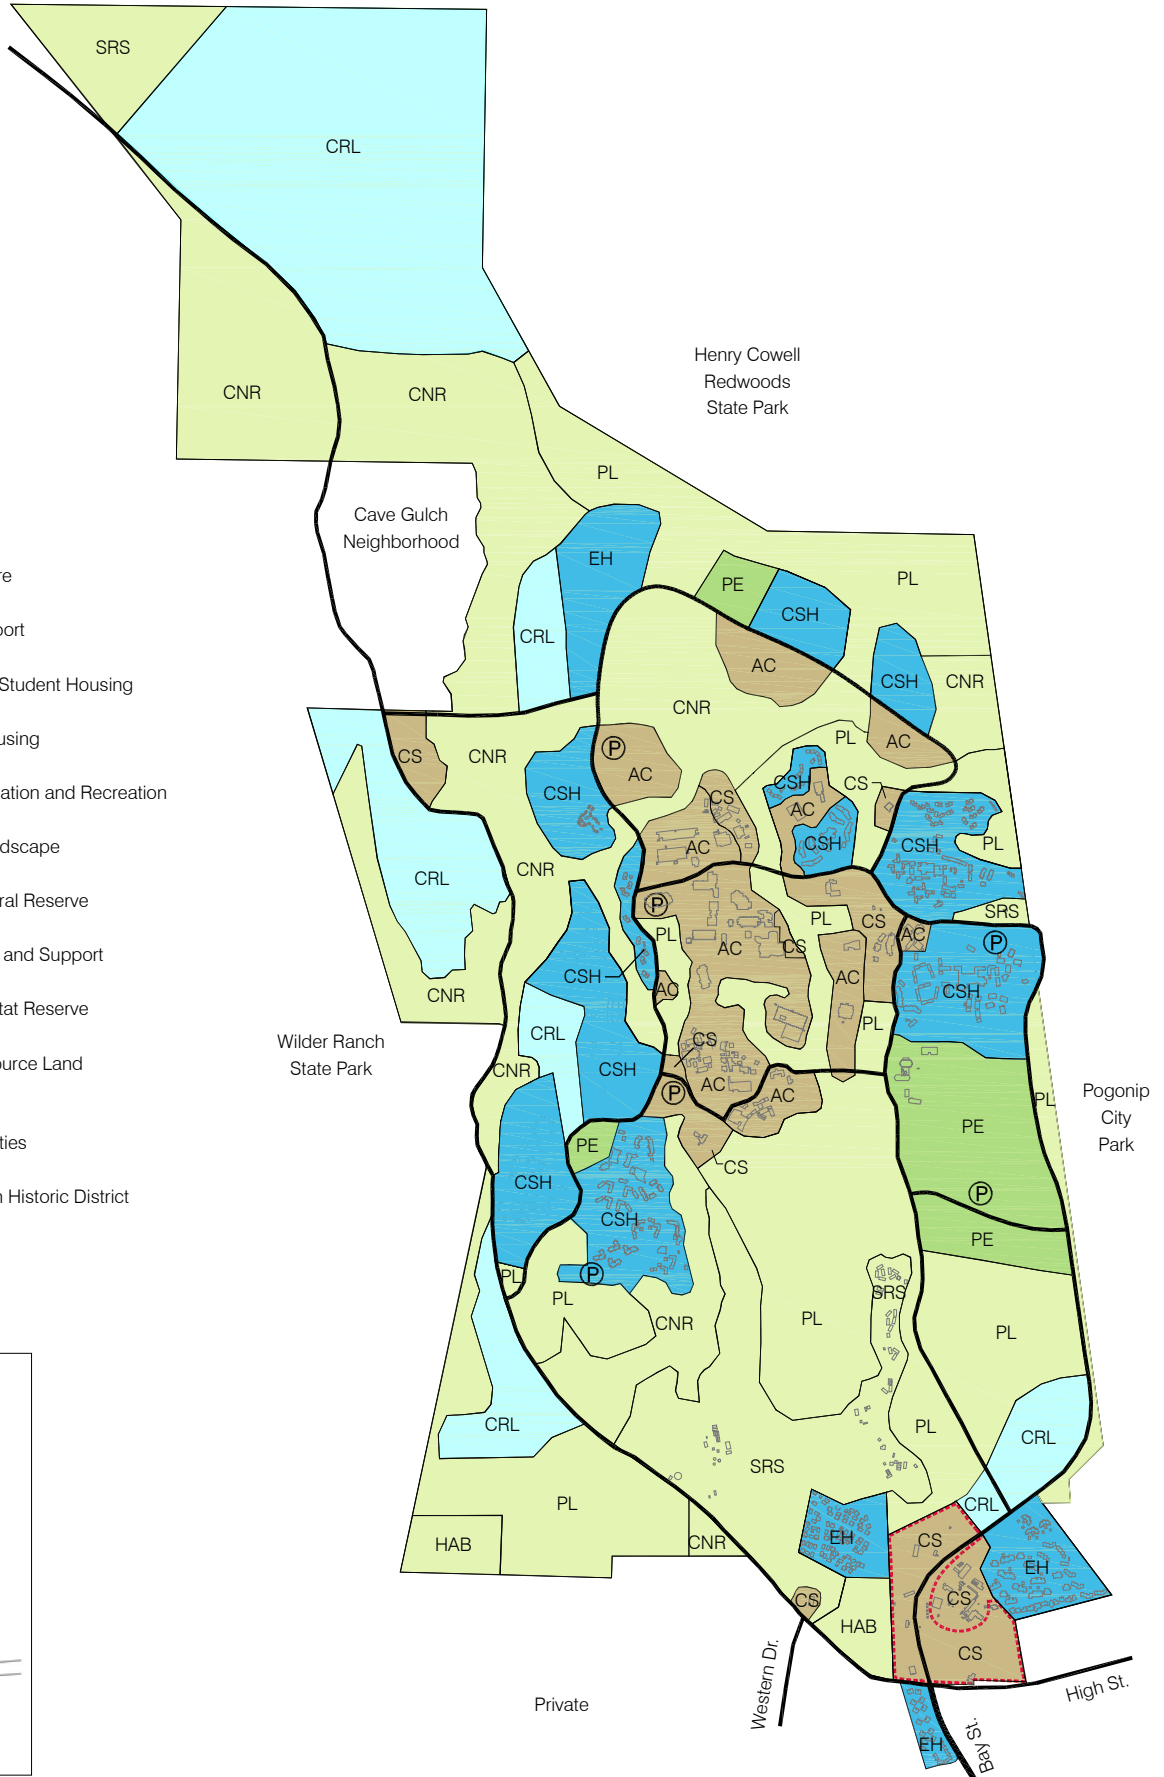 SRS
CRL
CNR
CNR
Henry Cowell
Redwoods
State Park
PL
Cave Gulch
Neighborhood
EH
PE
PL
CSH
CRL
AC
CSH
CNR
CNR
PL
AC
P
CS
CNR
AC
CSH
CS
CSH
CS
AC
AC
CSH
CSH
PL
CNR
CRL
P
SRS
PL
CS
AC
PL
AC
CS
P
CSH
AC
AC
CSH
CNR
PL
CRL
CS
Wilder Ranch
State Park
CNR
CSH
P
AC
AC
PL
Pogonip
City
Park
PE
PE
CS
CSH
P
CSH
PE
PL
P
PL
SRS
CNR
PL
PL
CRL
PL
CRL
SRS
PL
CRL
HAB
CNR
EH
CS
EH
CS
CS
HAB
CS
Western Dr.
High St.
Private
Bay St.
EH
re
port
Student Housing
using
ation and Recreation
dscape
ral Reserve
and Support
tat Reserve
ource Land
ties
n Historic District